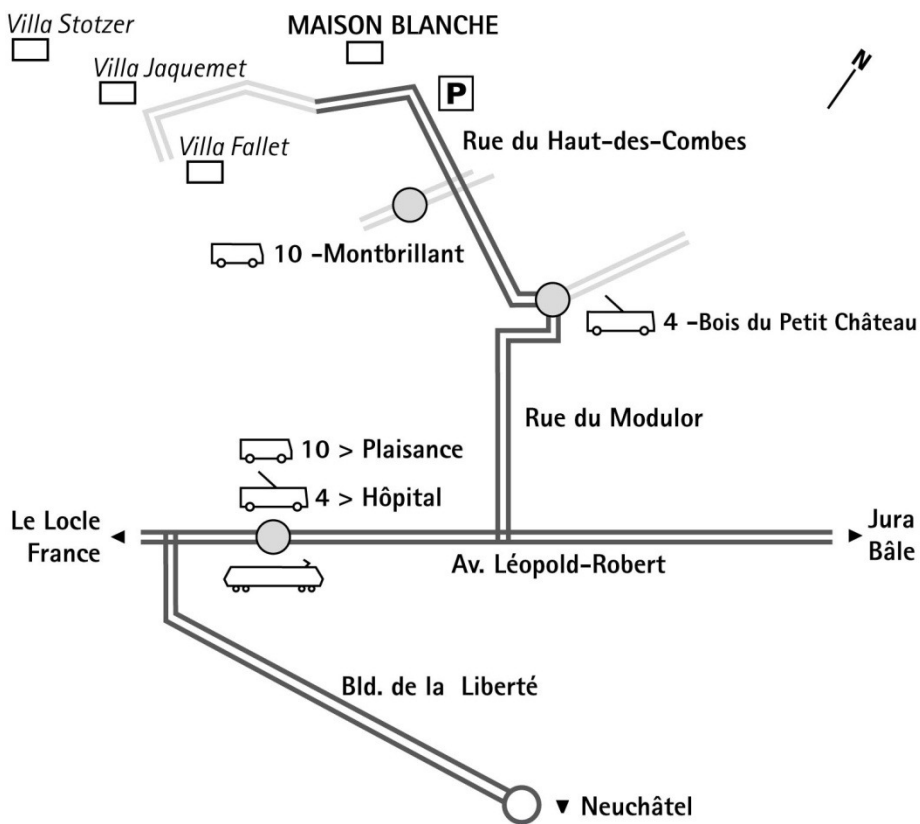 Villa Stotzer
MAISON BLANCHE
N
Villa Jaquemet
P
Rue du Haut-des-Combes
Villa Fallet
10 -Montbrillant
4 -Bois du Petit Château
Rue du Modulor
10 > Plaisance
4 > Hôpital
Le Locle
France
Jura
Bâle
Av. Léopold-Robert
Bld. de la Liberté
Neuchâtel